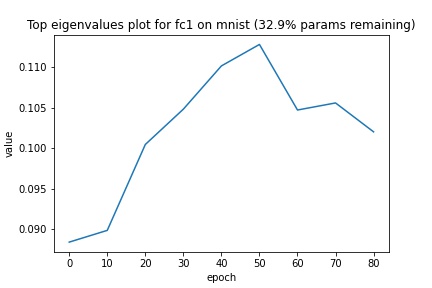 Top eigenvalues plot for fc1 on mnist (32.9% params remaining)
0.110
0.105
0.100
0.095
0.090
value
0 10 20 30 40 50 60 70 80
epoch